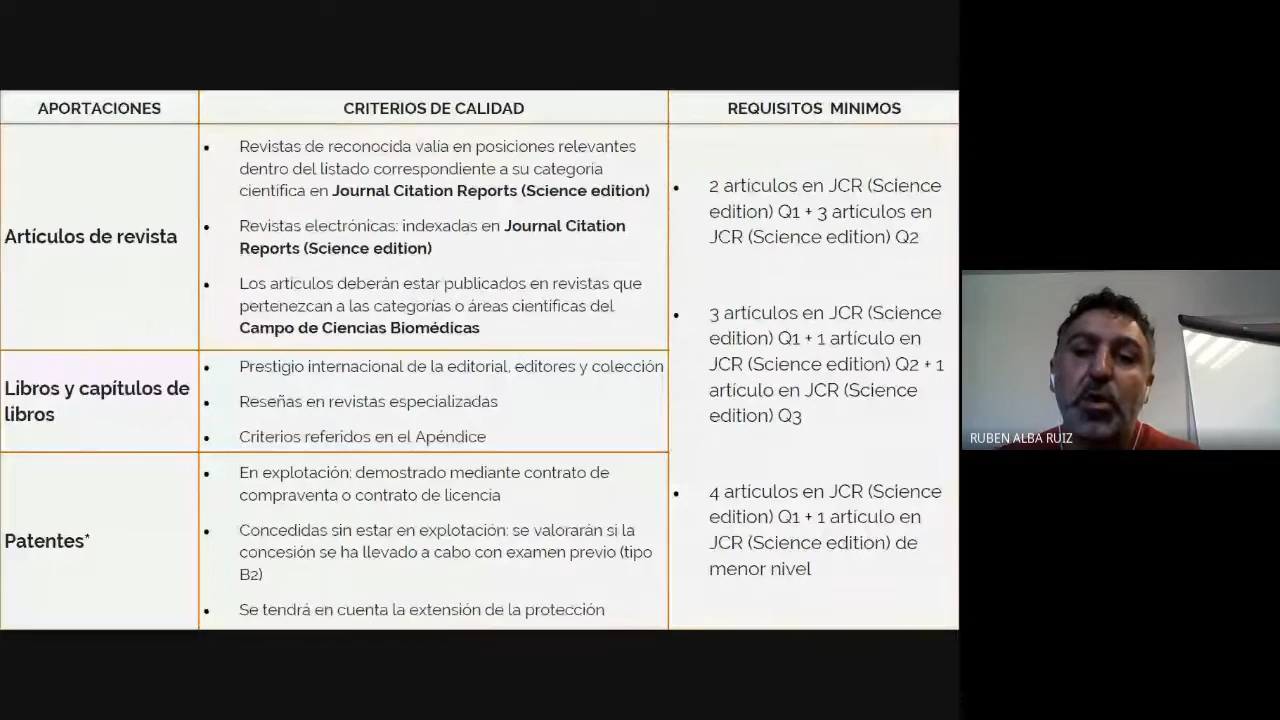 APORTACIONES
CRITERIOS DE CALIDAD
REQUISITOS MINIMOS
Artículos de revista
• Revistas de reconocida valía en posiciones relevantes
dentro del listado correspondiente a su categoría
científica en Journal Citation Reports (Science edition)
• Revistas electrónicas: indexadas en Journal Citation
Reports (Science edition)
• Los artículos deberán estar publicados en revistas que
pertenezcan a las categorías o áreas científicas del
Campo de Ciencias Biomédicas
Libros y capítulos de
libros
• Prestigio internacional de la editorial, editores y colección
• Reseñas en revistas especializadas
• Criterios referidos en el Apéndice
Patentes*
• En explotación: demostrado mediante contrato de
compraventa o contrato de licencia
• Concedidas sin estar en explotación: se valorarán si la
concesión se ha llevado a cabo con examen previo (tipo
B2)
• Se tendrá en cuenta la extensión de la protección
• 2 artículos en JCR (Science
edition) Q1 + 3 artículos en
JCR (Science edition) Q2
• 3 artículos en JCR (Science
edition) Q1 + 1 artículo en
JCR (Science edition) Q2 + 1
artículo en JCR (Science
edition) Q3
• 4 artículos en JCR (Science
edition) Q1 + 1 artículo en
JCR (Science edition) de
menor nivel
RUBEN ALBA RUIZ